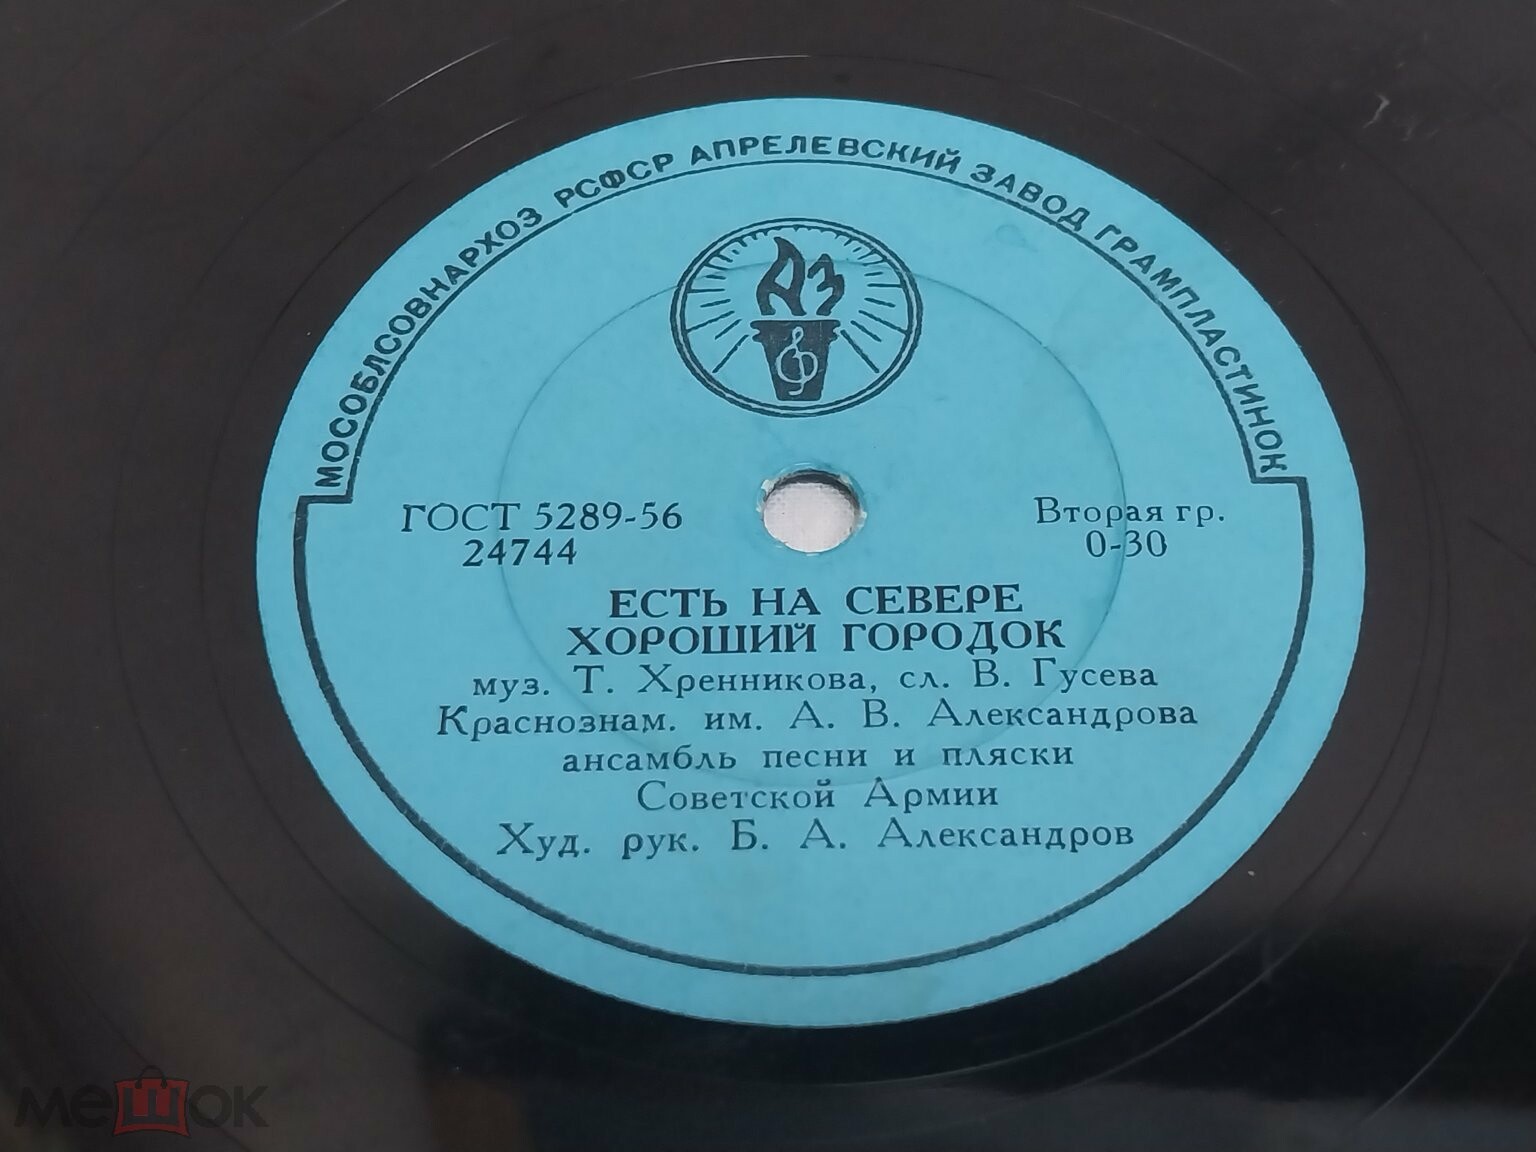 МОСОБЛСОВНАРХОЗ РСФСР АПРЕЛЕВСКИЙ ЗАВОД ГРАМПЛАСТИНОК
АЗ
ГОСТ 5289-56
24744
Вторая гр.
0-30
ЕСТЬ НА СЕВЕРЕ
ХОРОШИЙ ГОРОДОК
муз. Т. Хренникова, сл. В. Гусева
Краснознам. им. А. В. Александрова
ансамбль песни и пляски
Советской Армии
Худ. рук. Б. А. Александров
мешок